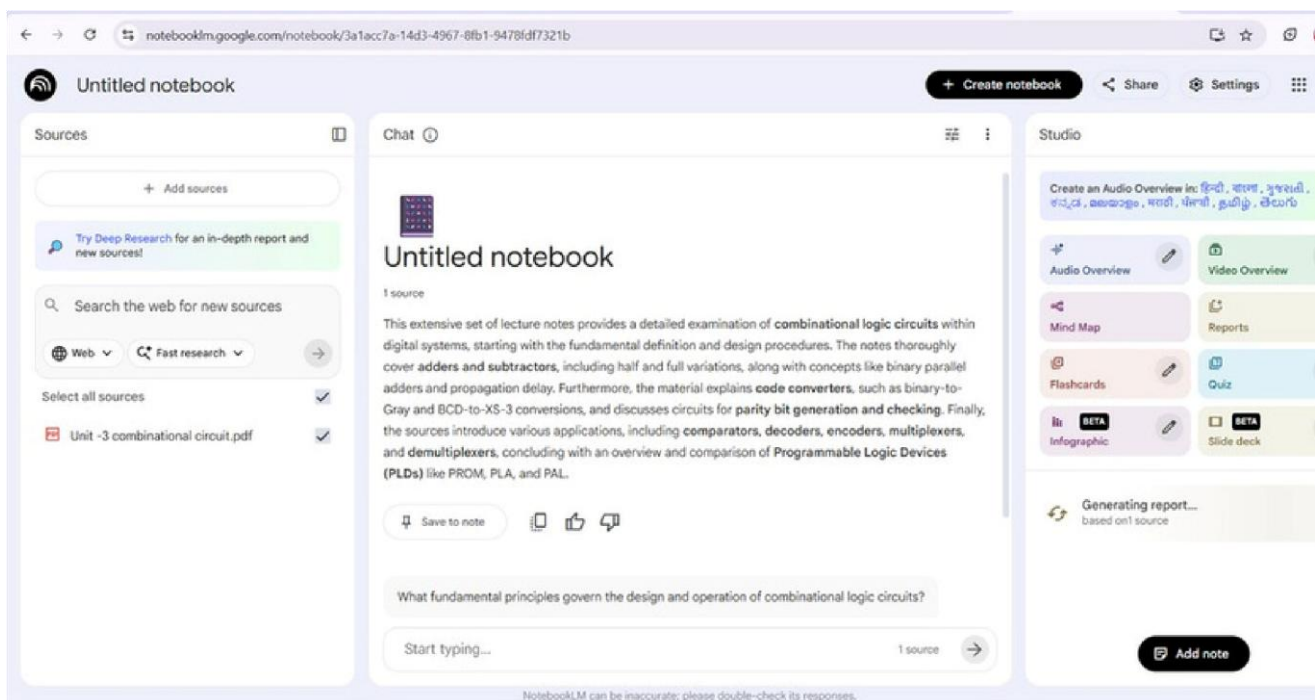 notebooklm.google.com/notebook/3a1acc7a-14d3-4967-8fb1-9478fdf7321b
Untitled notebook
+ Create notebook
Share
Settings
Sources
+ Add sources
Try Deep Research for an in-depth report and
new sources!
Search the web for new sources
Web
Fast research
Select all sources
Unit -3 combinational circuit.pdf
Chat
Untitled notebook
1 source
This extensive set of lecture notes provides a detailed examination of combinational logic circuits within
digital systems, starting with the fundamental definition and design procedures. The notes thoroughly
cover adders and subtractors, including half and full variations, along with concepts like binary parallel
adders and propagation delay. Furthermore, the material explains code converters, such as binary-to-
Gray and BCD-to-XS-3 conversions, and discusses circuits for parity bit generation and checking. Finally,
the sources introduce various applications, including comparators, decoders, encoders, multiplexers,
and demultiplexers, concluding with an overview and comparison of Programmable Logic Devices
(PLDs) like PROM, PLA, and PAL.
Save to note
What fundamental principles govern the design and operation of combinational logic circuits?
Start typing...
1 source
NotebookLM can be inaccurate; please double-check its responses.
Studio
Create an Audio Overview in: हिन्दी, বাংলা, ગુજરાતી,
ಕನ್ನಡ, മലയാളം, मराठी, ਪੰਜਾਬੀ, தமிழ், తెలుగు
Audio Overview
Video Overview
Mind Map
Reports
Flashcards
Quiz
BETA
Infographic
BETA
Slide deck
Generating report...
based on1 source
Add note